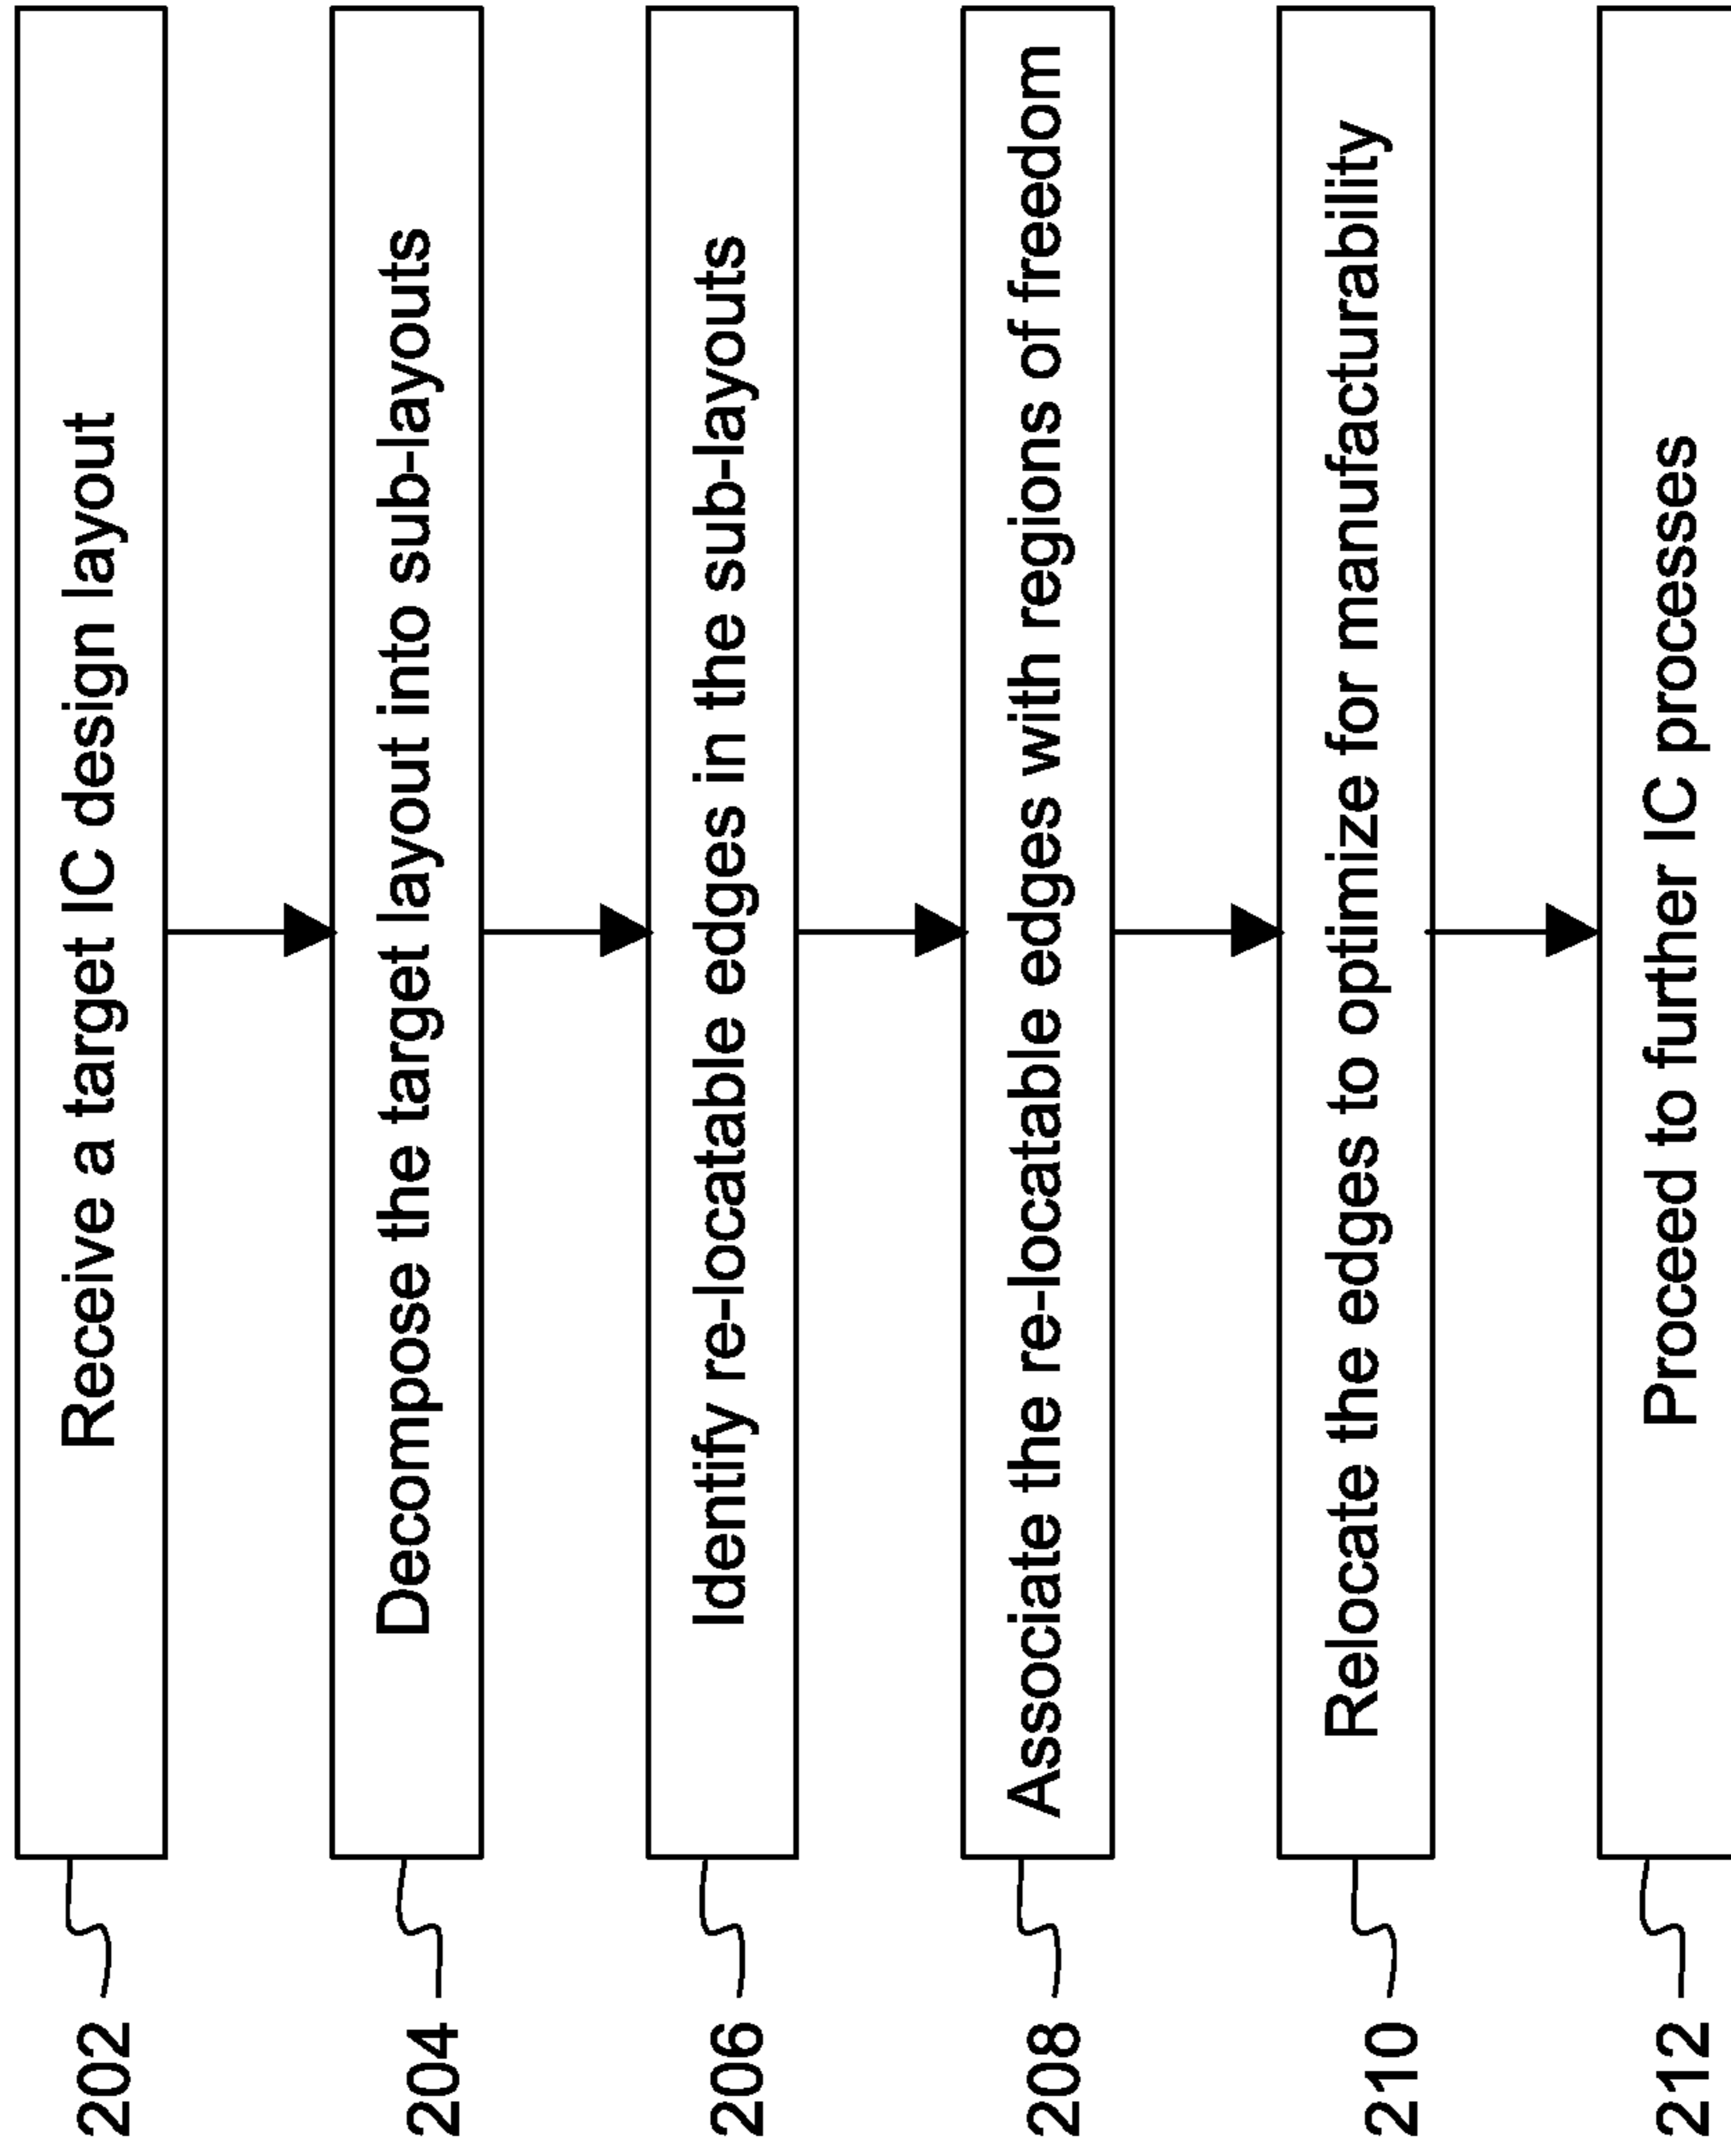 202
Receive a target IC design layout
204
Decompose the target layout into sub-layouts
206
Identify re-locatable edges in the sub-layouts
208
Associate the re-locatable edges with regions of freedom
210
Relocate the edges to optimize for manufacturability
212
Proceed to further IC processes